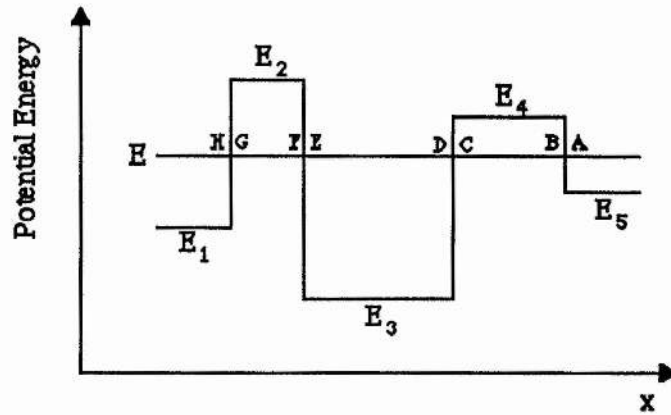 Potential Energy
E₂
E₄
E H G F E D C B A
E₁
E₅
E₃
x